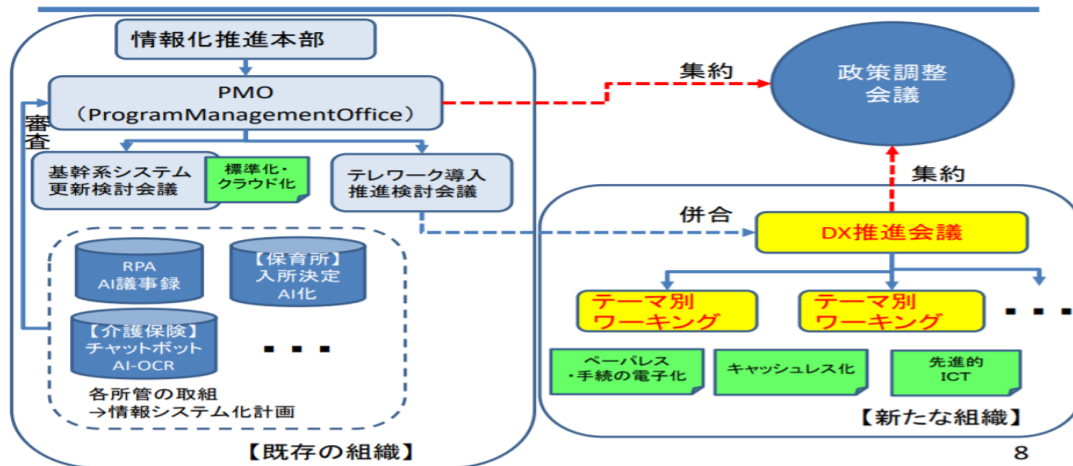 情報化推進本部
PMO
（ProgramManagementOffice）
審査
基幹系システム
更新検討会議
標準化・
クラウド化
テレワーク導入
推進検討会議
RPA
AI議事録
【保育所】
入所決定
AI化
【介護保険】
チャットボット
AI-OCR
・・・
各所管の取組
→情報システム化計画
【既存の組織】
集約
政策調整
会議
集約
併合
DX推進会議
テーマ別
ワーキング
テーマ別
ワーキング
・・・
ペーパレス
・手続の電子化
キャッシュレス化
先進的
ICT
【新たな組織】
8